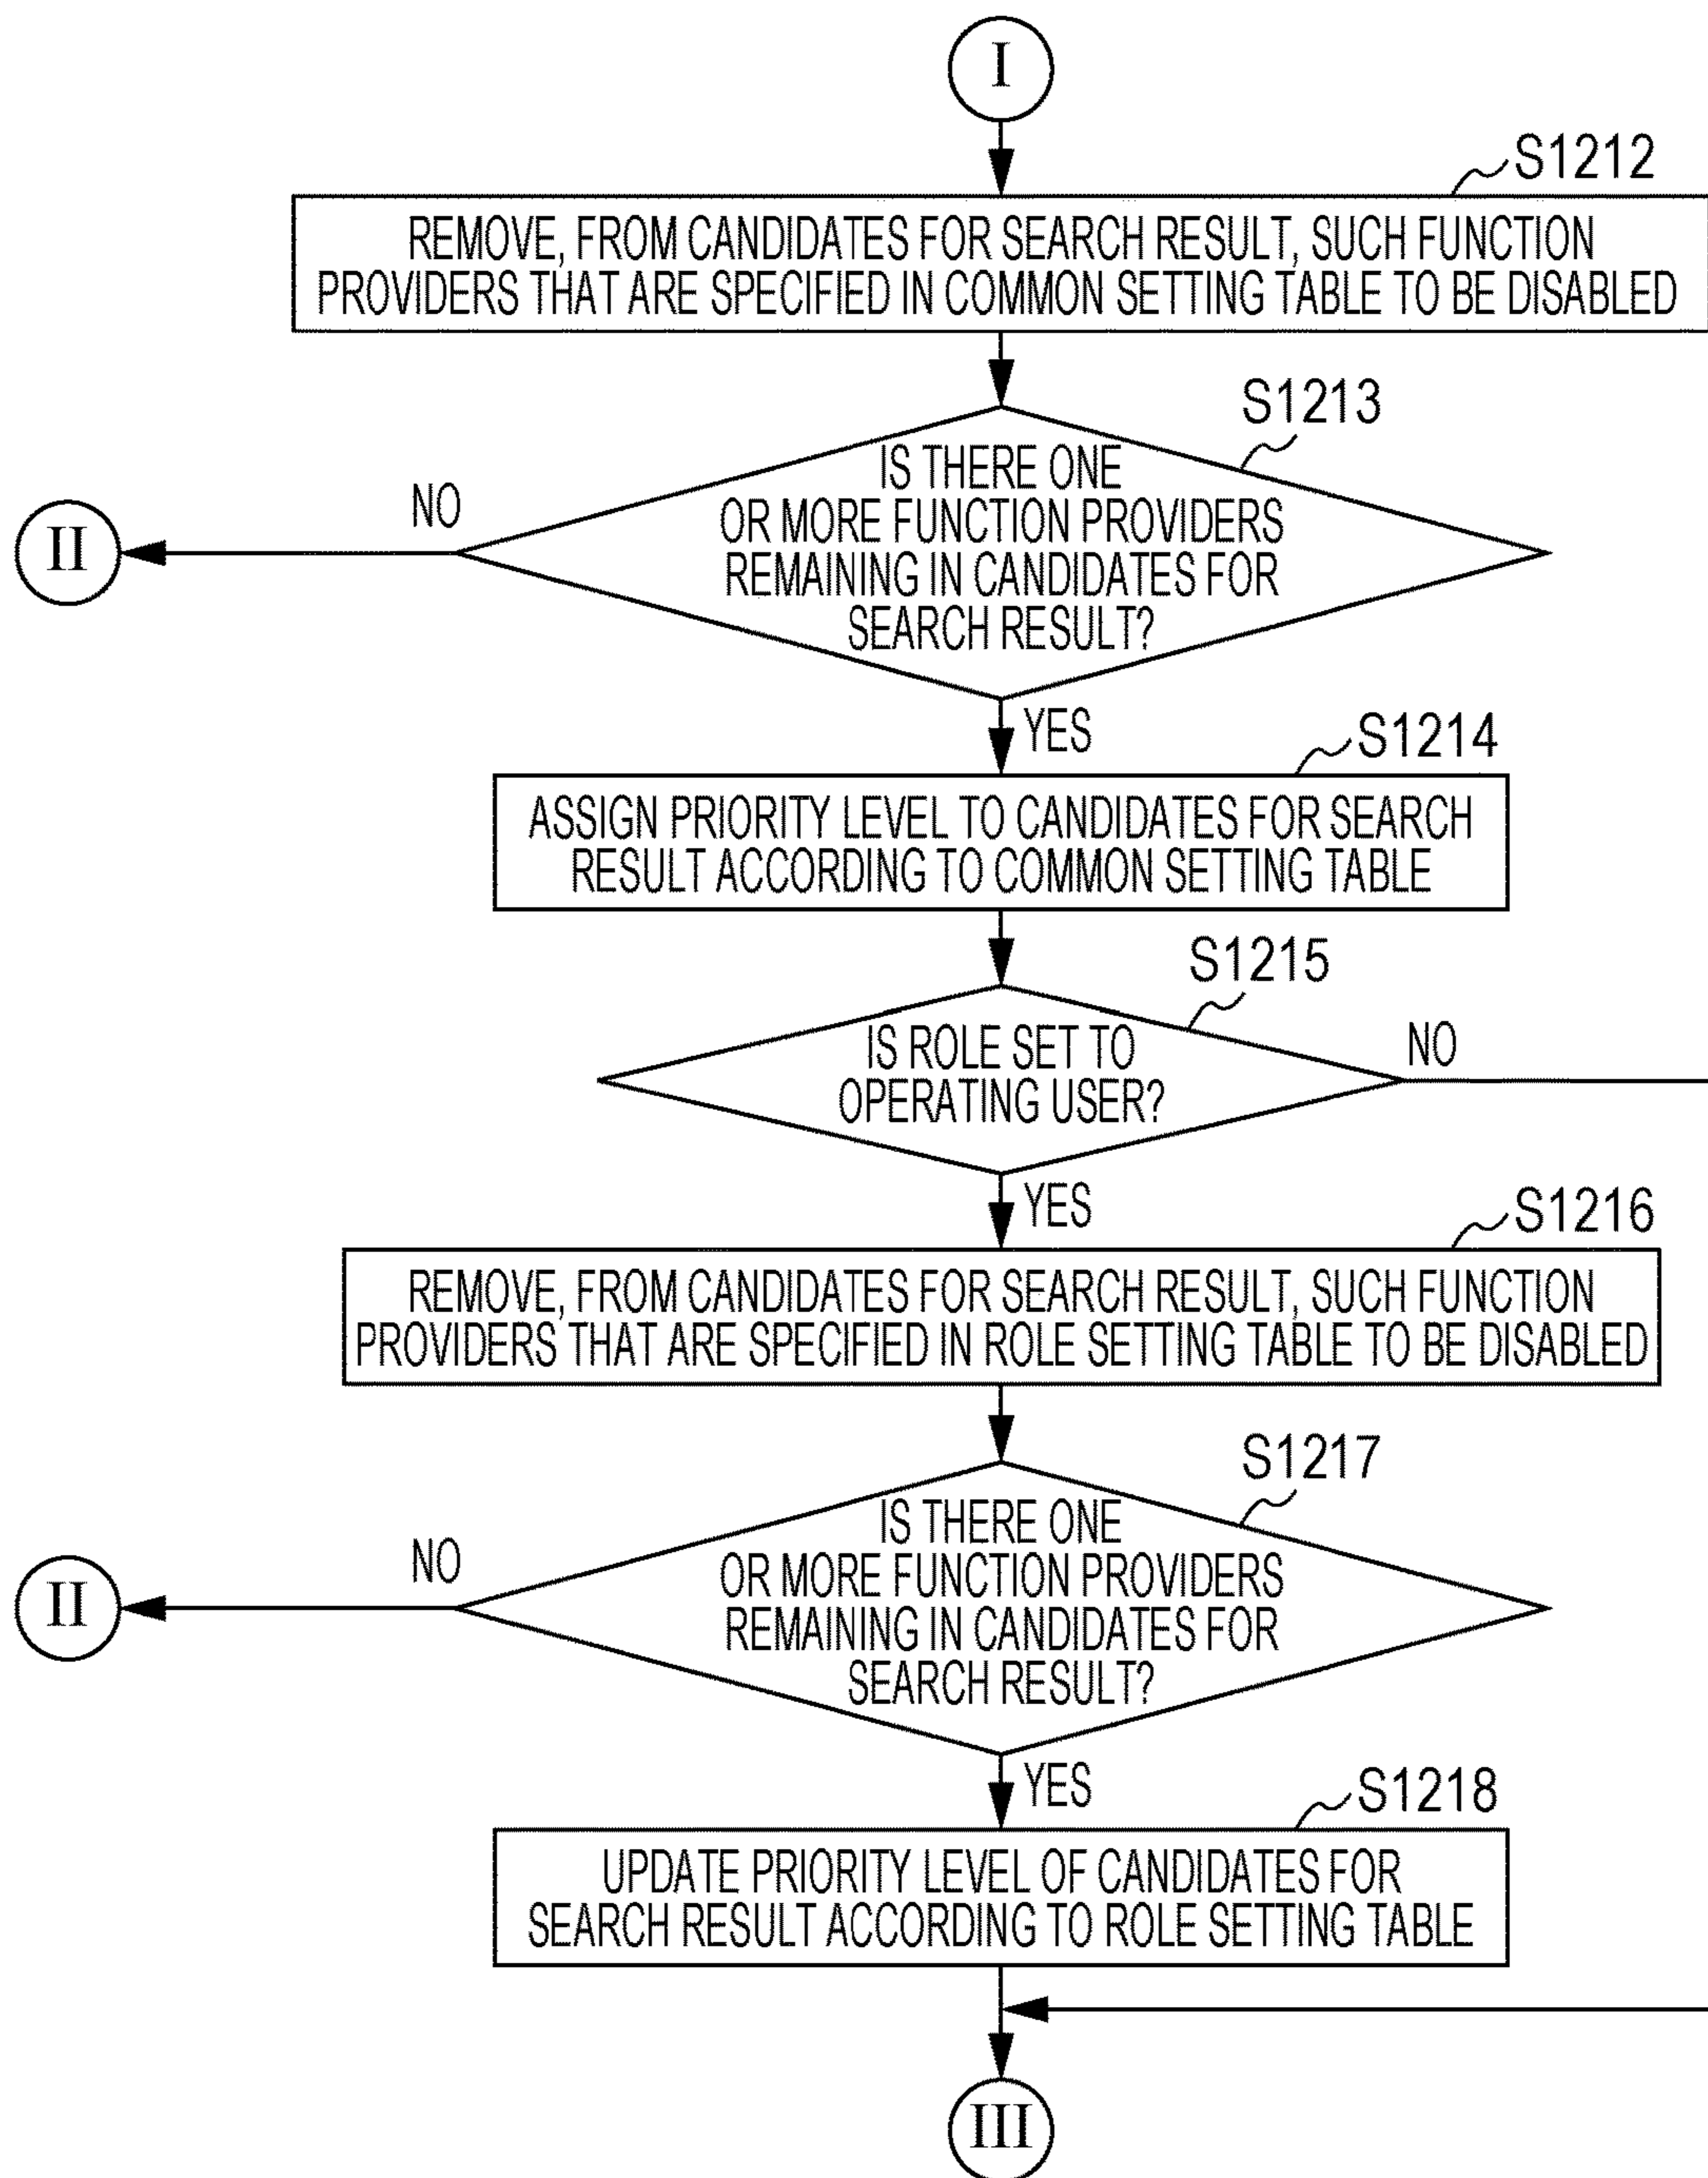 I
S1212
REMOVE, FROM CANDIDATES FOR SEARCH RESULT, SUCH FUNCTION
PROVIDERS THAT ARE SPECIFIED IN COMMON SETTING TABLE TO BE DISABLED
S1213
IS THERE ONE
OR MORE FUNCTION PROVIDERS
REMAINING IN CANDIDATES FOR
SEARCH RESULT?
NO
II
YES
S1214
ASSIGN PRIORITY LEVEL TO CANDIDATES FOR SEARCH
RESULT ACCORDING TO COMMON SETTING TABLE
S1215
IS ROLE SET TO
OPERATING USER?
NO
YES
S1216
REMOVE, FROM CANDIDATES FOR SEARCH RESULT, SUCH FUNCTION
PROVIDERS THAT ARE SPECIFIED IN ROLE SETTING TABLE TO BE DISABLED
S1217
IS THERE ONE
OR MORE FUNCTION PROVIDERS
REMAINING IN CANDIDATES FOR
SEARCH RESULT?
NO
II
YES
S1218
UPDATE PRIORITY LEVEL OF CANDIDATES FOR
SEARCH RESULT ACCORDING TO ROLE SETTING TABLE
III